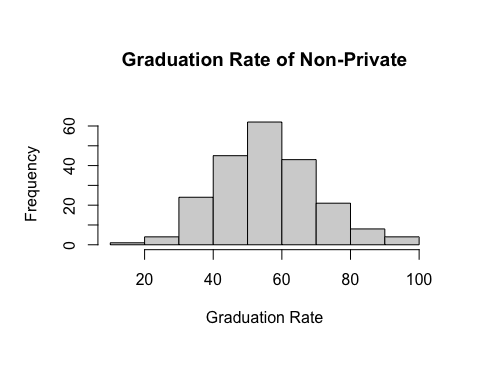 Graduation Rate of Non-Private
Frequency
60
40
20
0
20 40 60 80 100
Graduation Rate